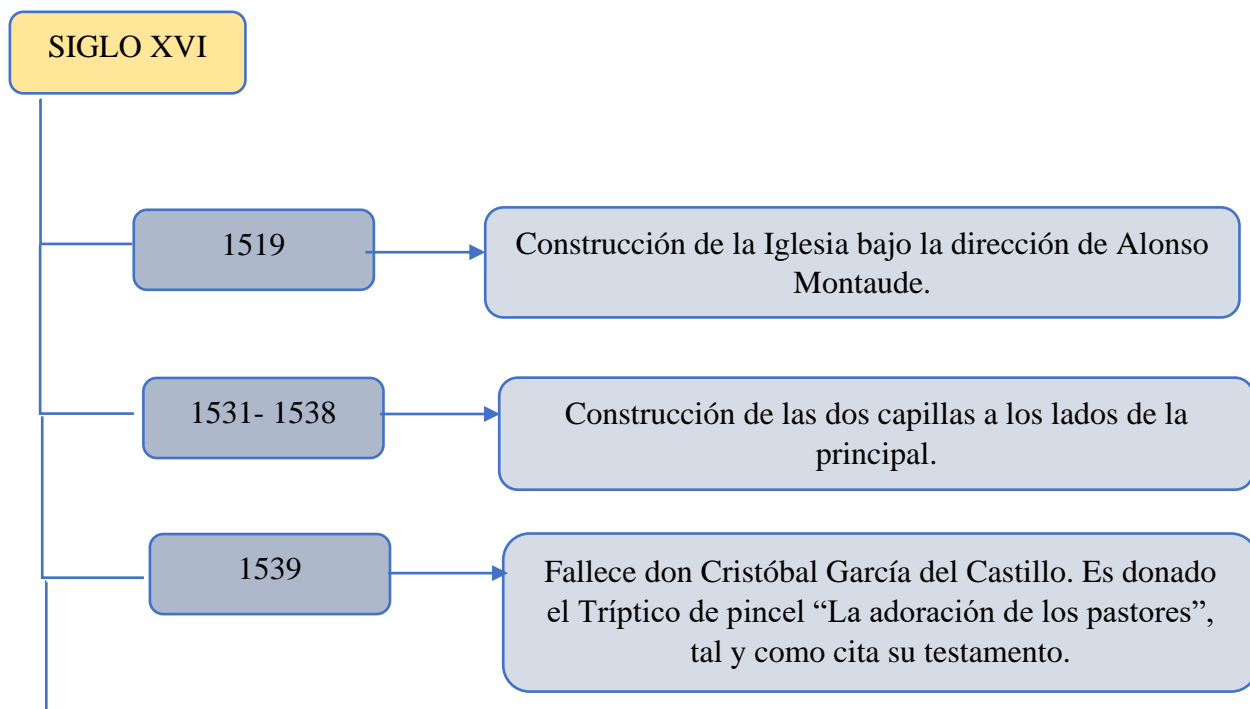 SIGLO XVI
1519
Construcción de la Iglesia bajo la dirección de Alonso
Montaude.
1531- 1538
Construcción de las dos capillas a los lados de la
principal.
1539
Fallece don Cristóbal García del Castillo. Es donado
el Tríptico de pincel “La adoración de los pastores”,
tal y como cita su testamento.